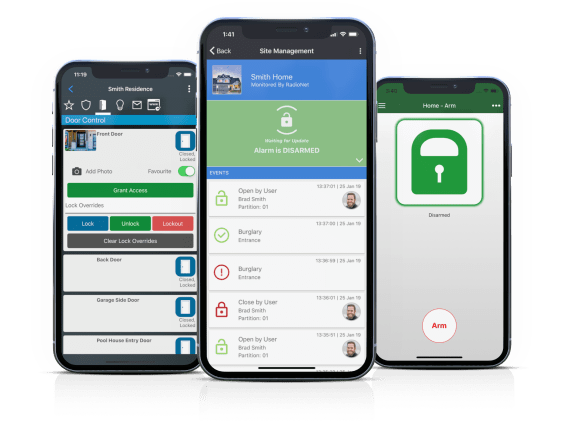 11:19
Smith Residence
Door Control
Front Door
Closed,
Locked
Add Photo
Favourite
Grant Access
Lock Overrides
Lock
Unlock
Lockout
Clear Lock Overrides
Back Door
Closed,
Locked
Garage Side Door
Closed,
Locked
Pool House Entry Door
1:41
Back
Site Management
Smith Home
Monitored By RadioNet
Waiting for Update
Alarm is DISARMED
EVENTS
13:37:01 | 25 Jan 19
Open by User
Brad Smith
Partition: 01
13:37:00 | 25 Jan 19
Burglary
Entrance
13:36:59 | 25 Jan 19
Burglary
Entrance
13:36:01 | 25 Jan 19
Close by User
Brad Smith
Partition: 01
13:35:01 | 25 Jan 19
Open by User
Brad Smith
Partition: 01
Home - Arm
Disarmed
Arm